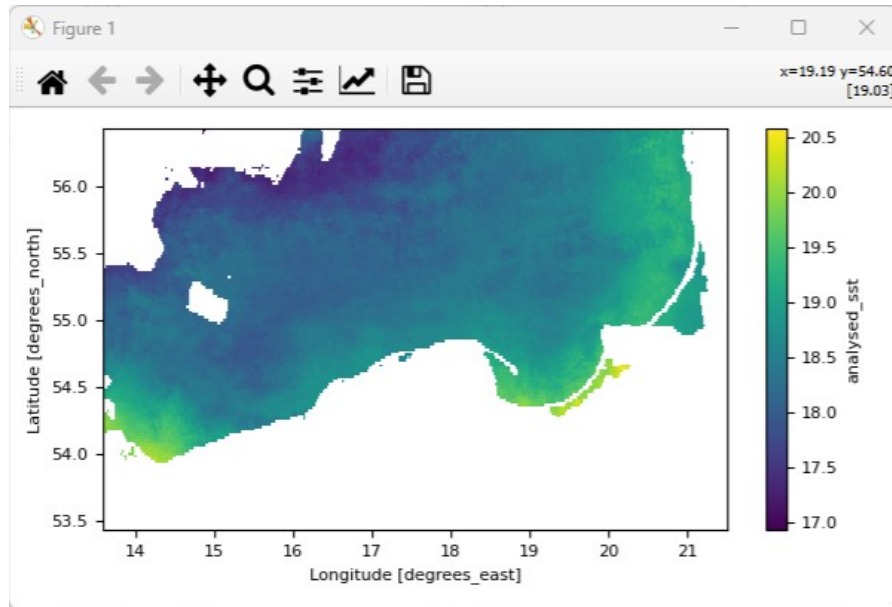 Figure 1
x=19.19 y=54.60
[19.03]
56.0
55.5
55.0
54.5
54.0
53.5
Latitude [degrees_north]
14 15 16 17 18 19 20 21
Longitude [degrees_east]
20.5
20.0
19.5
19.0
18.5
18.0
17.5
17.0
analysed_sst